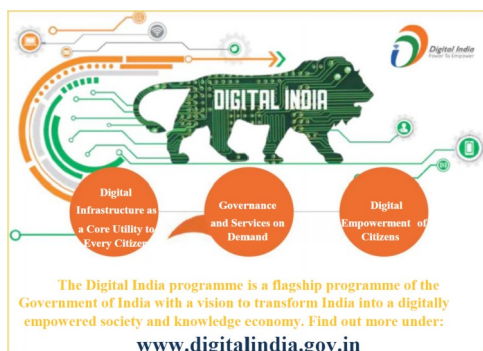 Digital India
Power To Empower
DIGITAL INDIA
Digital
Infrastructure as
a Core Utility to
Every Citizen
Governance
and Services on
Demand
Digital
Empowerment of
Citizens
The Digital India programme is a flagship programme of the
Government of India with a vision to transform India into a digitally
empowered society and knowledge economy. Find out more under:
www.digitalindia.gov.in